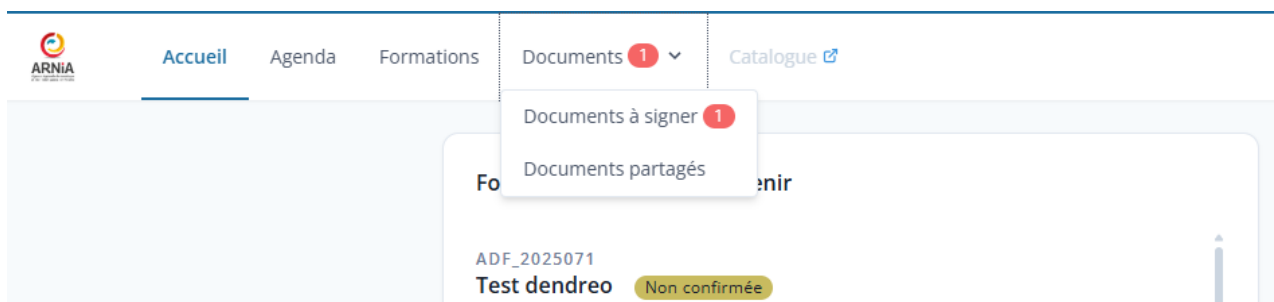 ARNiA
Accueil Agenda Formations Documents 1 Catalogue
Documents à signer 1
Documents partagés
Fo enir
ADF_2025071
Test dendreo Non confirmée